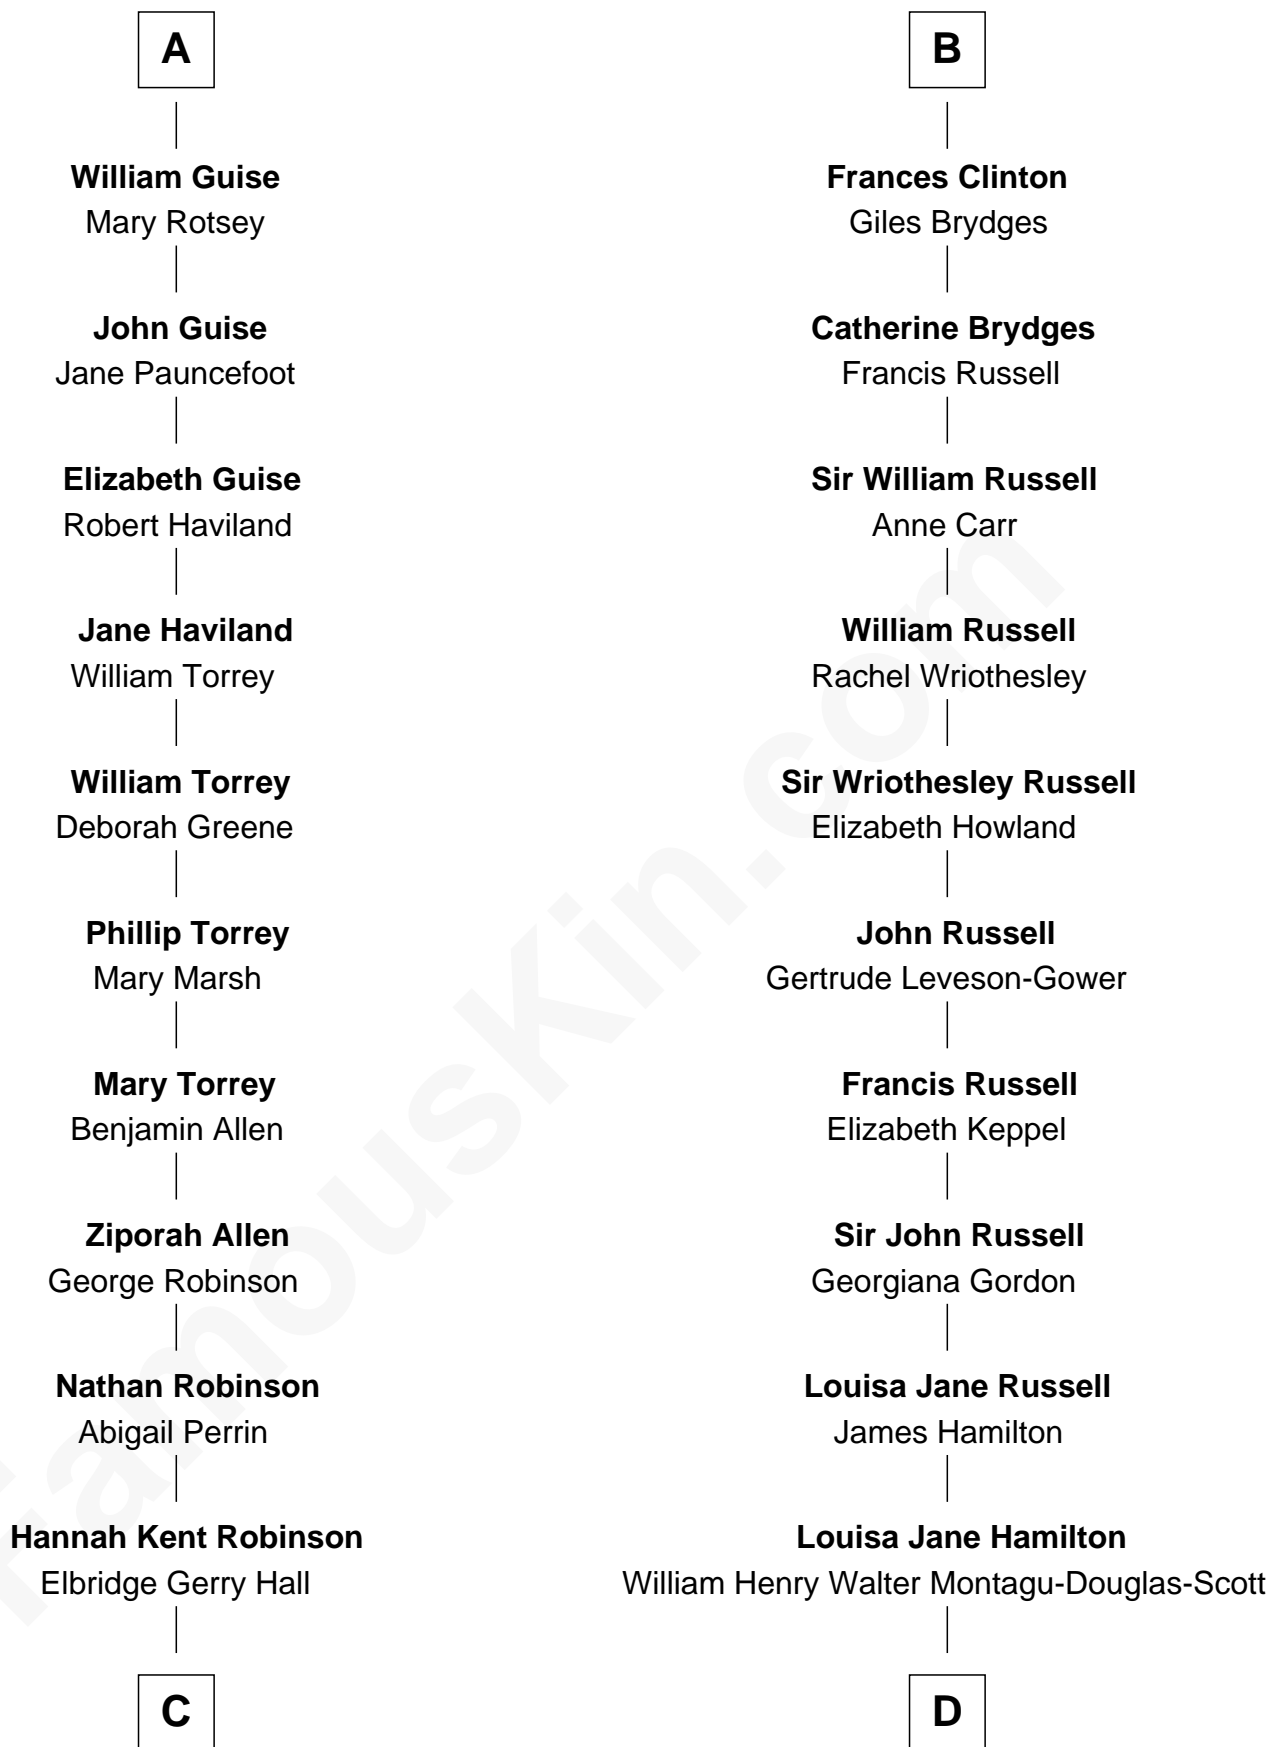 A
William Guise
Mary Rotsey
John Guise
Jane Pauncefoot
Elizabeth Guise
Robert Haviland
Jane Haviland
William Torrey
William Torrey
Deborah Greene
Phillip Torrey
Mary Marsh
Mary Torrey
Benjamin Allen
Ziporah Allen
George Robinson
Nathan Robinson
Abigail Perrin
Hannah Kent Robinson
Elbridge Gerry Hall
C
B
Frances Clinton
Giles Brydges
Catherine Brydges
Francis Russell
Sir William Russell
Anne Carr
William Russell
Rachel Wriothesley
Sir Wriothesley Russell
Elizabeth Howland
John Russell
Gertrude Leveson-Gower
Francis Russell
Elizabeth Keppel
Sir John Russell
Georgiana Gordon
Louisa Jane Russell
James Hamilton
Louisa Jane Hamilton
William Henry Walter Montagu-Douglas-Scott
D
famouskin.com